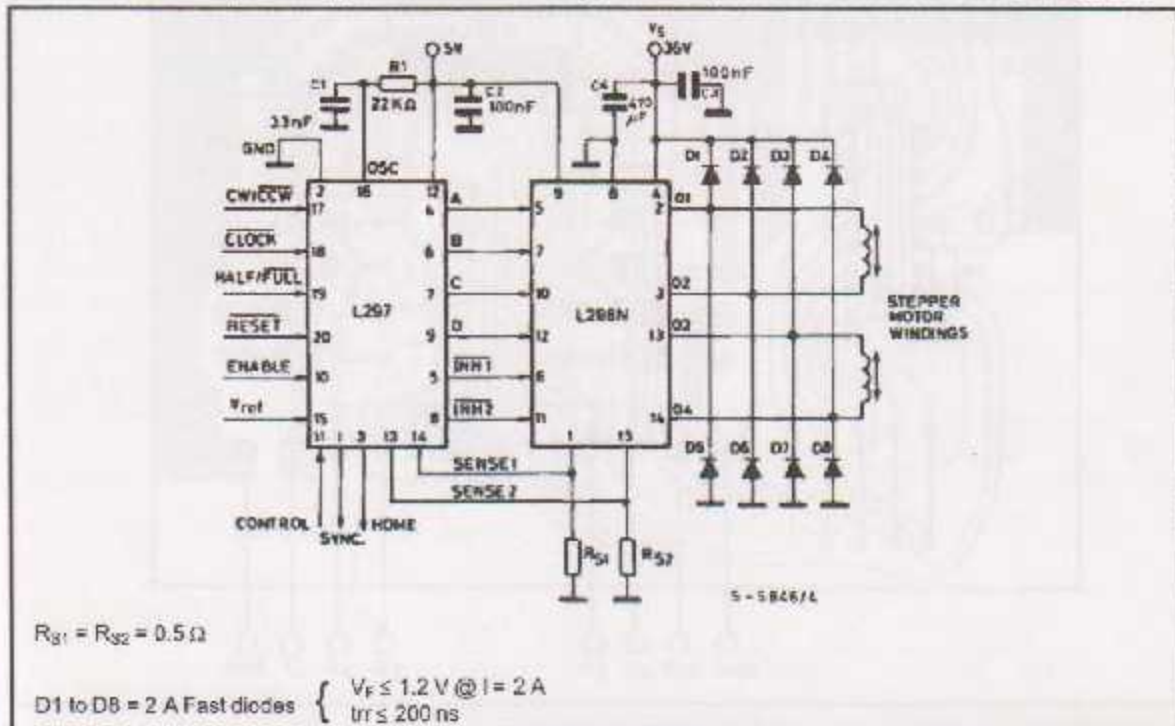 5V
VS
36V
R1
22KΩ
C1
3.3nF
C2
100nF
C4
470
µF
100nF
C3
GND
OSC
D1 D2 D3 D4
2 16 12
9 8 4
CW/CCW 17
CLOCK 18
HALF/FULL 19
RESET 20
ENABLE 10
Vref 15
L297
4 A 5
6 B 7
7 C 10
9 D 12
5 INH1 6
8 INH2 11
L298N
2 O1
3 O2
13 O3
14 O4
STEPPER
MOTOR
WINDINGS
11 1 3 13 14
1 15
D5 D6 D7 D8
SENSE1
SENSE2
CONTROL
SYNC.
HOME
RS1
RS2
S-5846/4
RS1 = RS2 = 0.5 Ω
D1 to D8 = 2 A Fast diodes { VF ≤ 1.2 V @ I = 2 A
trr ≤ 200 ns